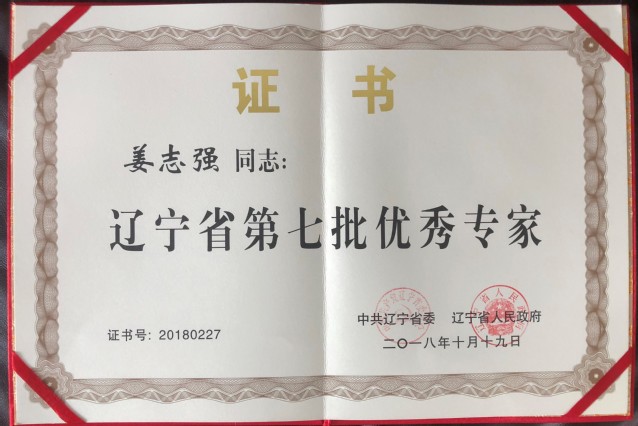 证书
姜志强 同志：
辽宁省第七批优秀专家
中共辽宁省委 辽宁省人民政府
证书号：20180227
二〇一八年十月十九日